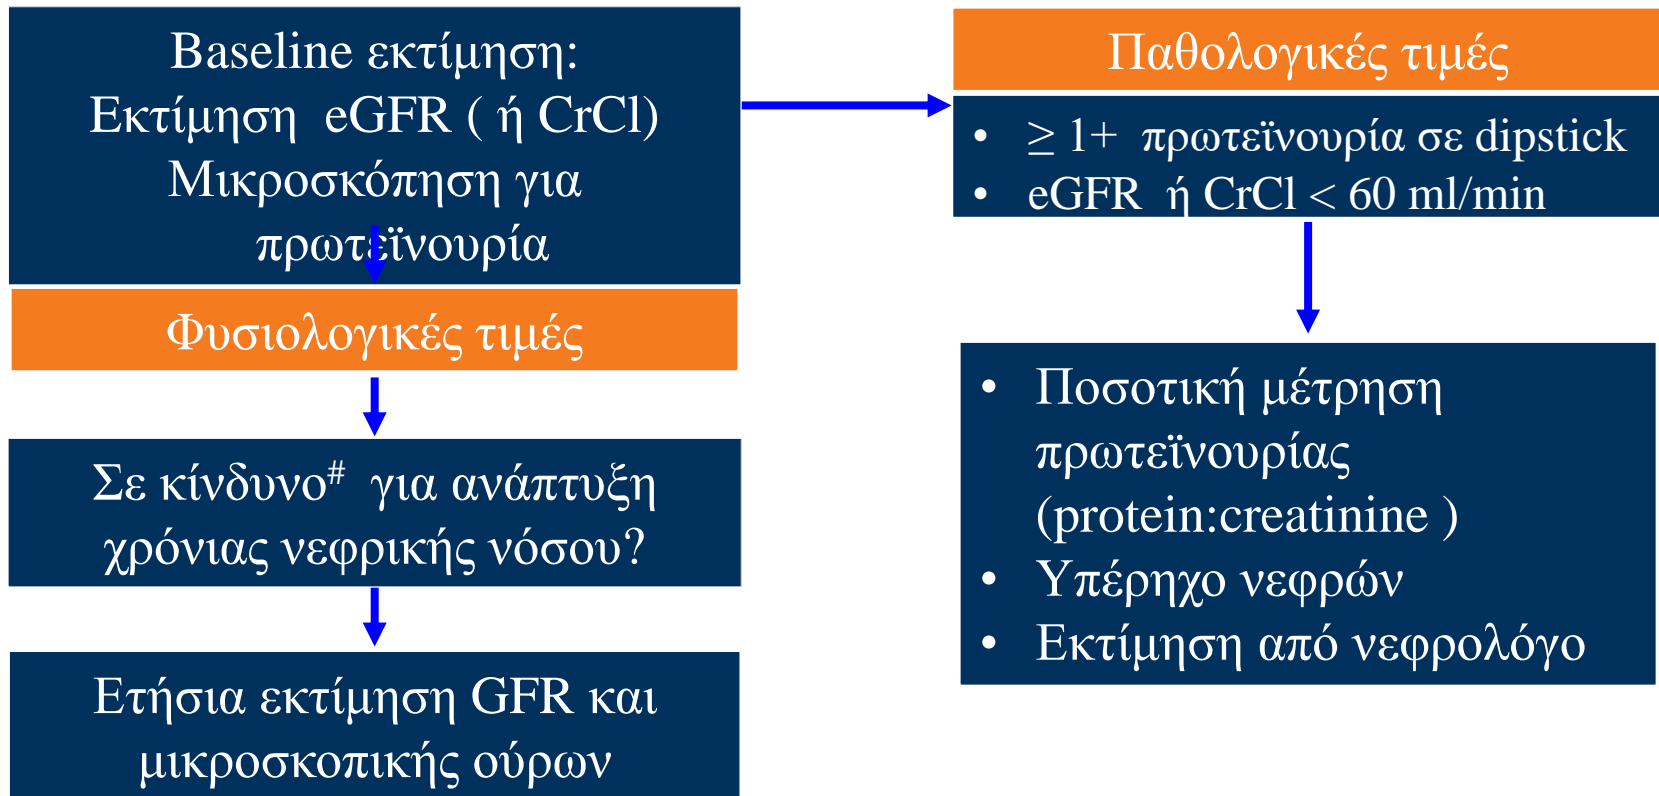 Baseline εκτίμηση:
Εκτίμηση eGFR ( ή CrCl)
Μικροσκόπηση για
πρωτεϊνουρία
Φυσιολογικές τιμές
Σε κίνδυνο# για ανάπτυξη
χρόνιας νεφρικής νόσου?
Ετήσια εκτίμηση GFR και
μικροσκοπικής ούρων
Παθολογικές τιμές
• ≥ 1+ πρωτεϊνουρία σε dipstick
• eGFR ή CrCl < 60 ml/min
• Ποσοτική μέτρηση
πρωτεϊνουρίας
(protein:creatinine )
• Υπέρηχο νεφρών
• Εκτίμηση από νεφρολόγο